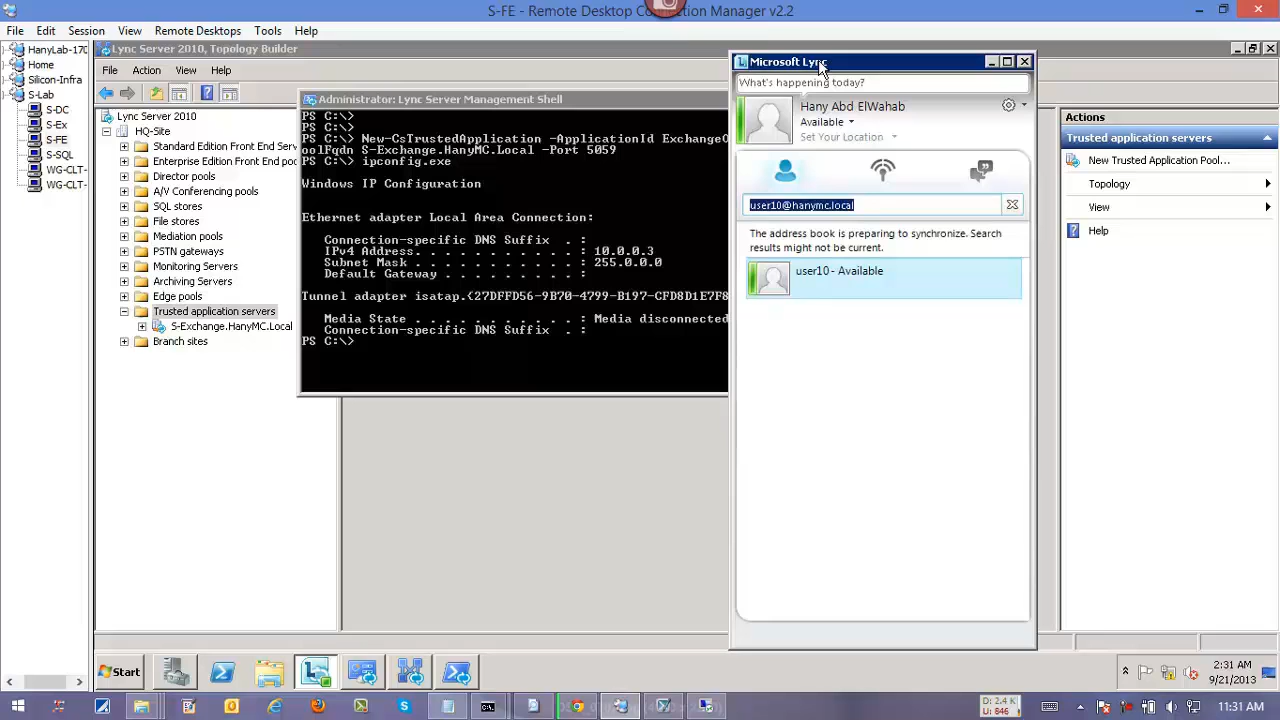 S-FE - Remote Desktop Connection Manager v2.2
File Edit Session View Remote Desktops Tools Help
HanyLab-170
Home
Silicon-Infra
S-Lab
S-DC
S-Ex
S-FE
S-SQL
WG-CLT-
WG-CLT-
Lync Server 2010, Topology Builder
File Action View Help
Lync Server 2010
HQ-Site
Standard Edition Front End Serv
Enterprise Edition Front End poo
Director pools
A/V Conferencing pools
SQL stores
File stores
Mediation pools
PSTN gateways
Monitoring Servers
Archiving Servers
Edge pools
Trusted application servers
S-Exchange.HanyMC.Local
Branch sites
Administrator: Lync Server Management Shell
PS C:\>
PS C:\>
PS C:\> New-CsTrustedApplication -ApplicationId ExchangeO
oolFqdn S-Exchange.HanyMC.Local -Port 5059
PS C:\> ipconfig.exe
Windows IP Configuration
Ethernet adapter Local Area Connection:
Connection-specific DNS Suffix . :
IPv4 Address. . . . . . . . . . . : 10.0.0.3
Subnet Mask . . . . . . . . . . . : 255.0.0.0
Default Gateway . . . . . . . . . :
Tunnel adapter isatap.{27DFFD56-9B70-4799-B197-CFD8D1E7F8
Media State . . . . . . . . . . . : Media disconnected
Connection-specific DNS Suffix . :
PS C:\>
Microsoft Lync
What's happening today?
Hany Abd ElWahab
Available
Set Your Location
user10@hanymc.local
The address book is preparing to synchronize. Search
results might not be current.
user10 - Available
Actions
Trusted application servers
New Trusted Application Pool...
Topology
View
Help
Start
2:31 AM
9/21/2013
D: 2.4 K
U: 846
11:31 AM